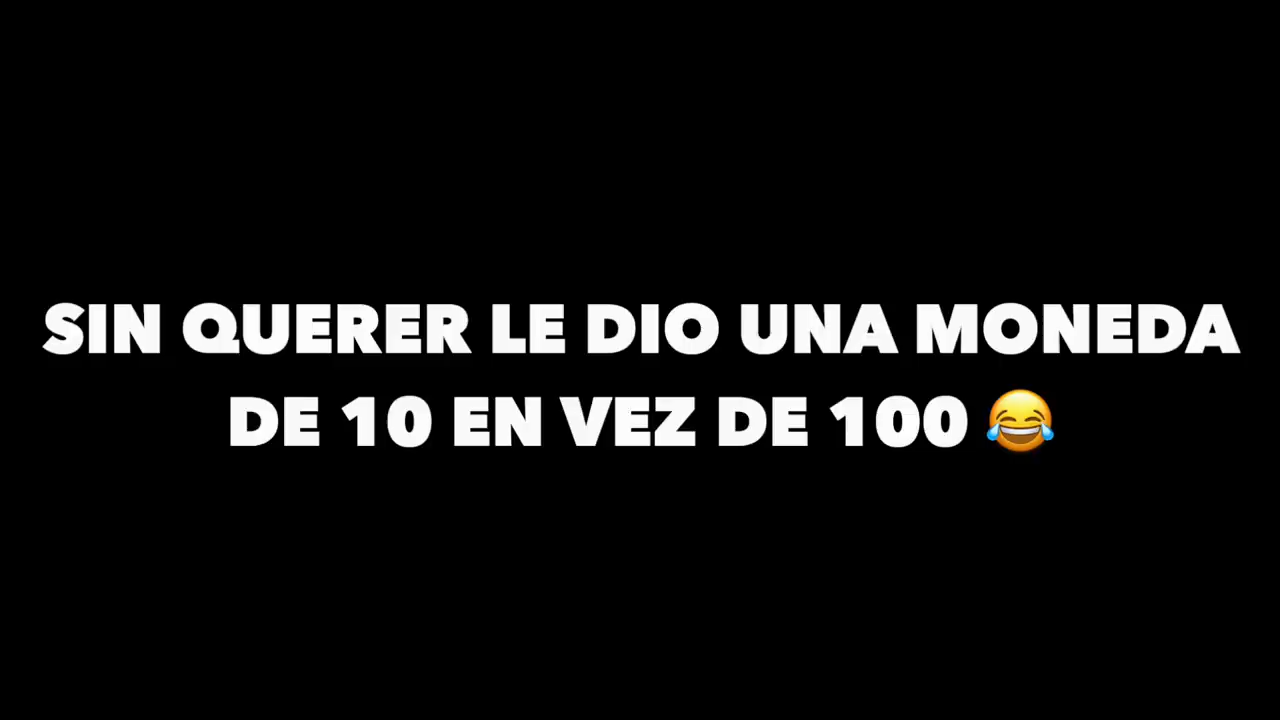 SIN QUERER LE DIO UNA MONEDA
DE 10 EN VEZ DE 100 😂